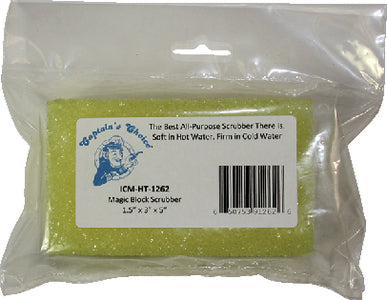 Captain's Choice
The Best All-Purpose Scrubber There is.
Soft in Hot Water. Firm in Cold Water
ICM-HT-1262
Magic Block Scrubber
1.5" x 3" x 5"
6 50253 91262 6